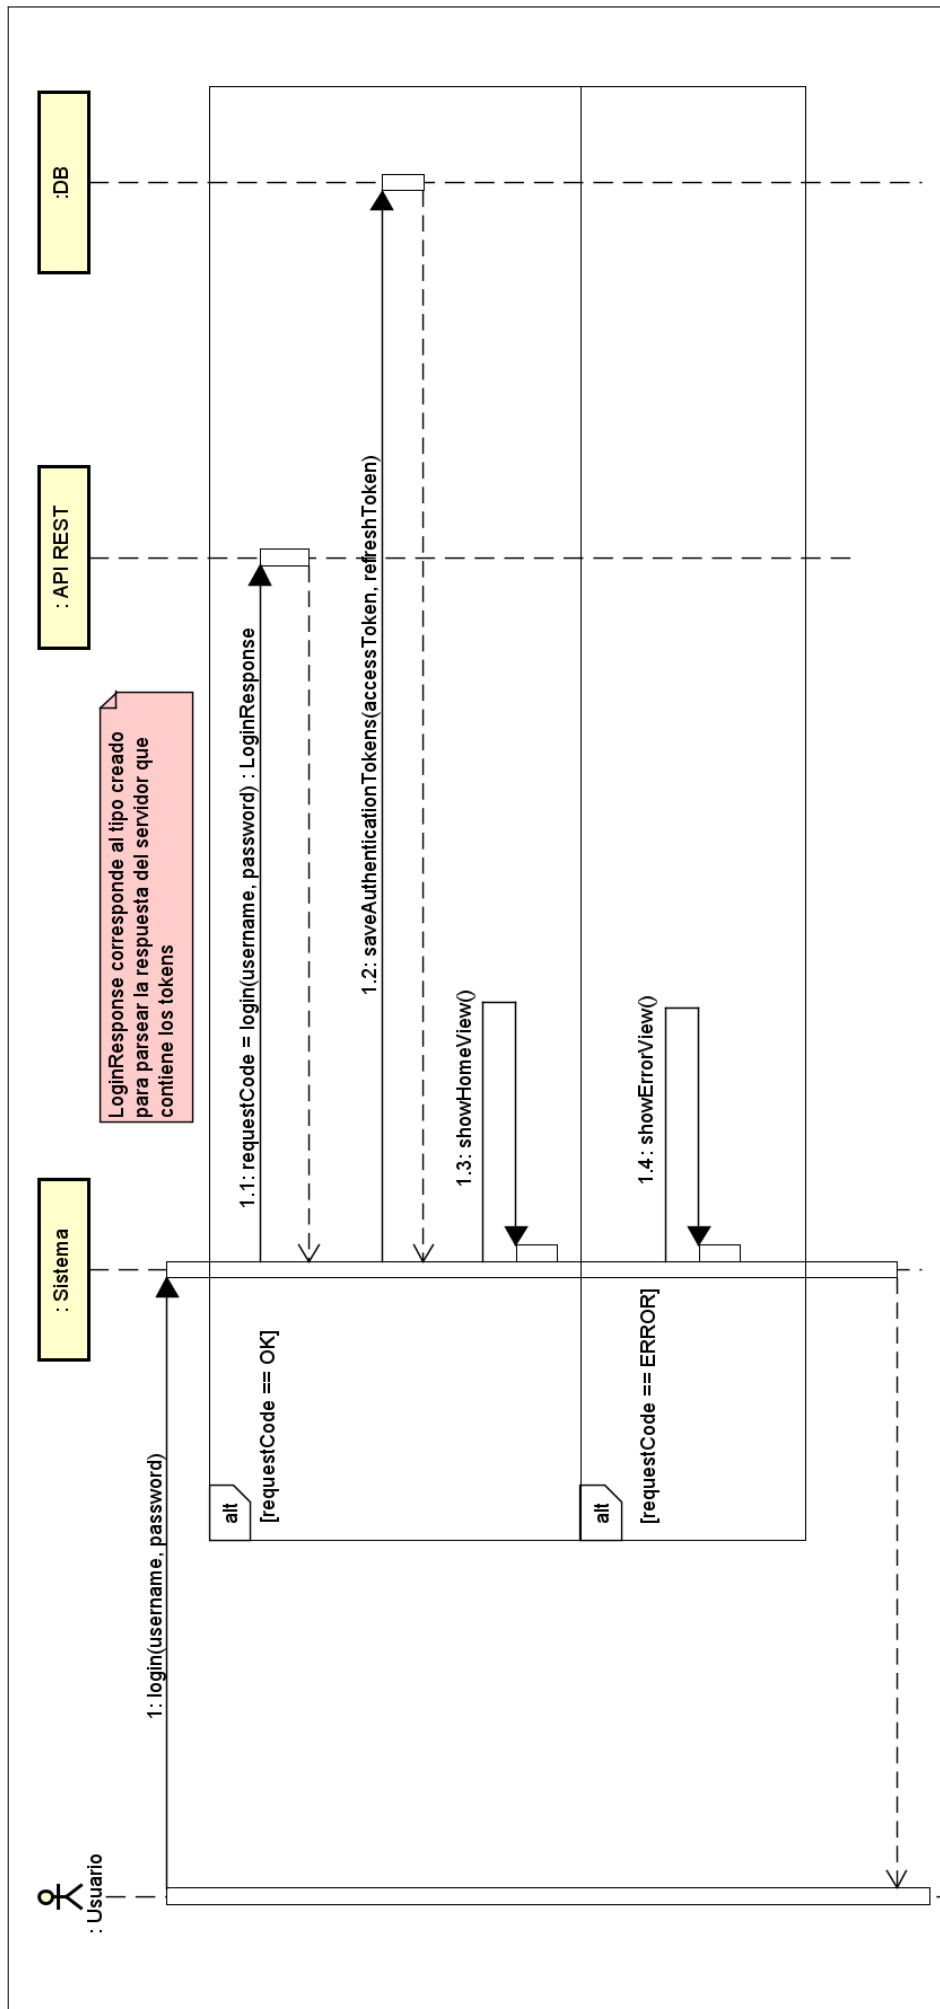 : Usuario
: Sistema
: API REST
:DB
LoginResponse corresponde al tipo creado
para parsear la respuesta del servidor que
contiene los tokens
1: login(username, password)
alt
[requestCode == OK]
1.1: requestCode = login(username, password) : LoginResponse
1.2: saveAuthenticationTokens(accessToken, refreshToken)
1.3: showHomeView()
alt
[requestCode == ERROR]
1.4: showErrorView()